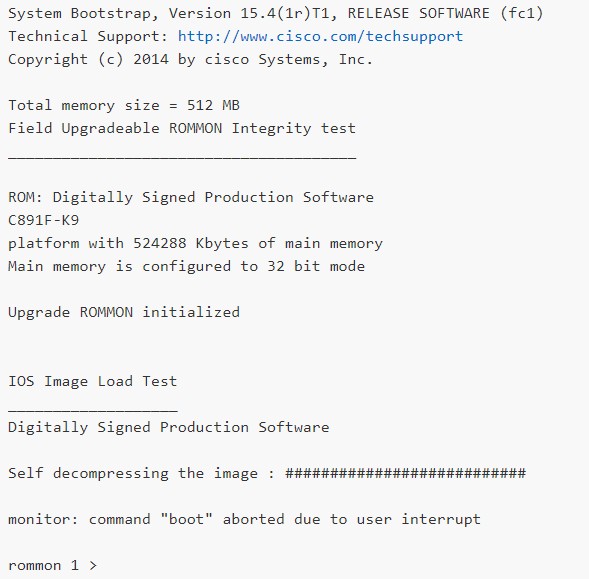 System Bootstrap, Version 15.4(1r)T1, RELEASE SOFTWARE (fc1)
Technical Support: http://www.cisco.com/techsupport
Copyright (c) 2014 by cisco Systems, Inc.
Total memory size = 512 MB
Field Upgradeable ROMMON Integrity test
_______________________________________
ROM: Digitally Signed Production Software
C891F-K9
platform with 524288 Kbytes of main memory
Main memory is configured to 32 bit mode
Upgrade ROMMON initialized
IOS Image Load Test
___________________
Digitally Signed Production Software
Self decompressing the image : ###########################
monitor: command "boot" aborted due to user interrupt
rommon 1 >